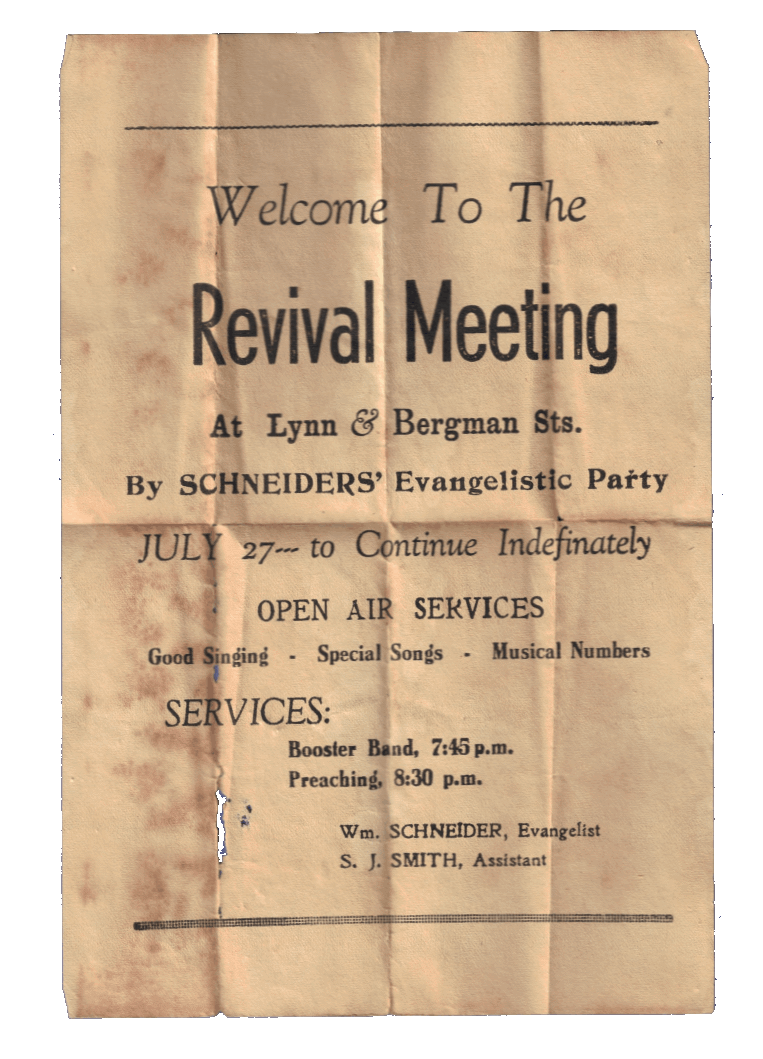 Welcome To The
Revival Meeting
At Lynn & Bergman Sts.
By SCHNEIDERS' Evangelistic Party
JULY 27--- to Continue Indefinately
OPEN AIR SERVICES
Good Singing - Special Songs - Musical Numbers
SERVICES:
Booster Band, 7:45 p.m.
Preaching, 8:30 p.m.
Wm. SCHNEIDER, Evangelist
S. J. SMITH, Assistant